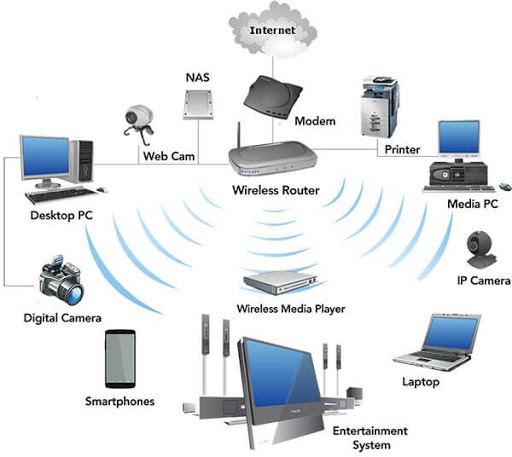 Internet
NAS
Modem
Web Cam
Printer
Desktop PC
Wireless Router
Media PC
IP Camera
Digital Camera
Wireless Media Player
Laptop
Smartphones
Entertainment
System